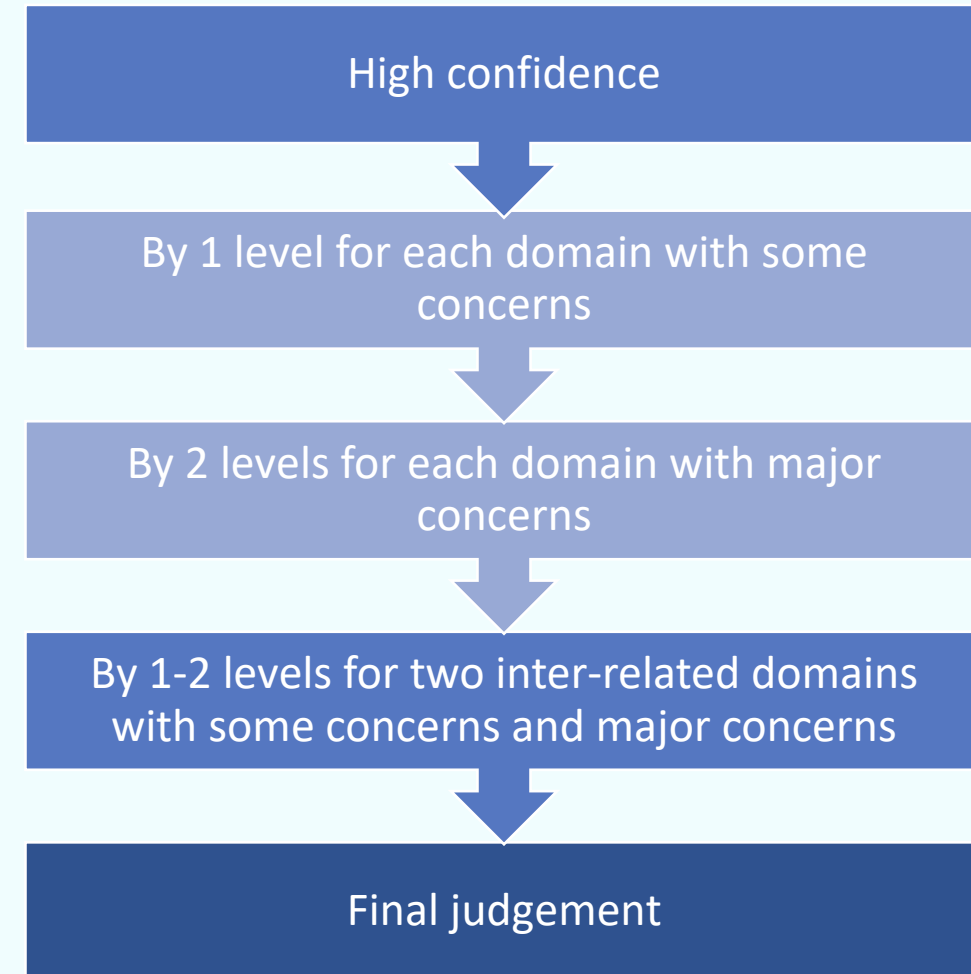 High confidence
By 1 level for each domain with some
concerns
By 2 levels for each domain with major
concerns
By 1-2 levels for two inter-related domains
with some concerns and major concerns
Final judgement